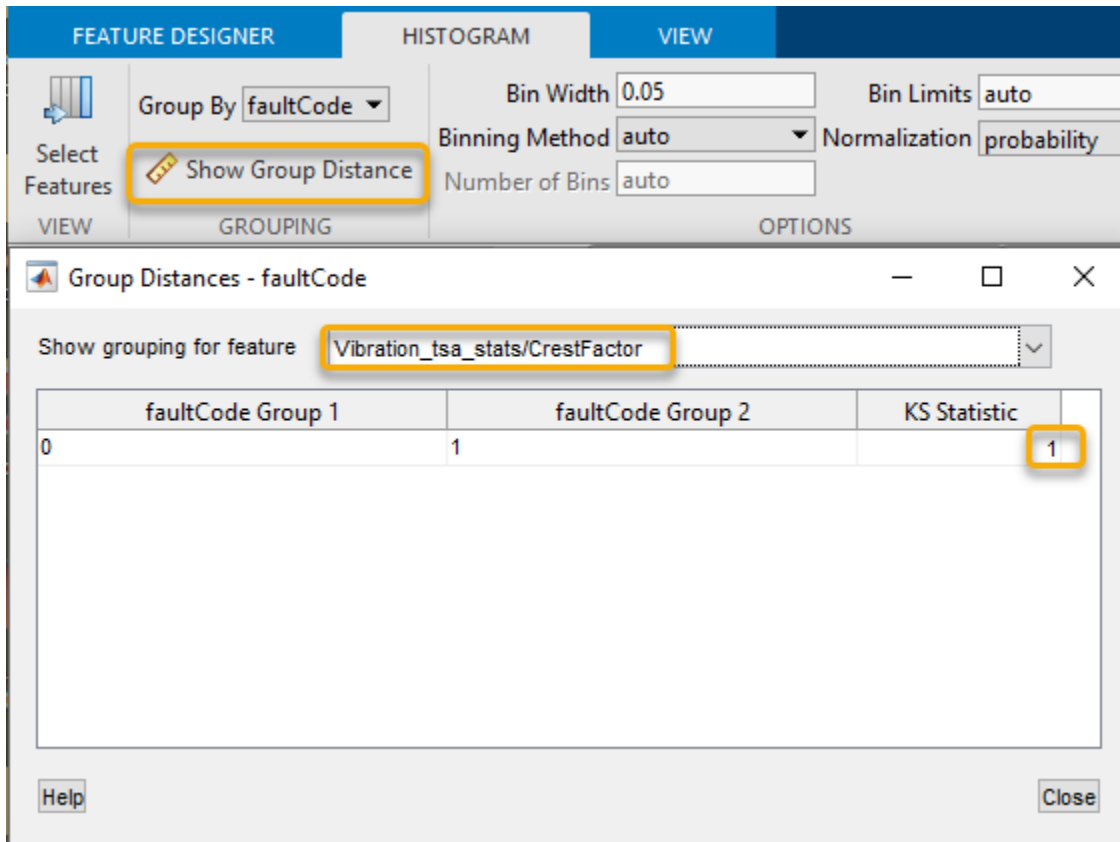 FEATURE DESIGNER HISTOGRAM VIEW
Select Features
VIEW
Group By faultCode
Show Group Distance
GROUPING
Bin Width 0.05 Bin Limits auto
Binning Method auto Normalization probability
Number of Bins auto
OPTIONS
Group Distances - faultCode
Show grouping for feature Vibration_tsa_stats/CrestFactor
faultCode Group 1 faultCode Group 2 KS Statistic
0 1 1
Help Close